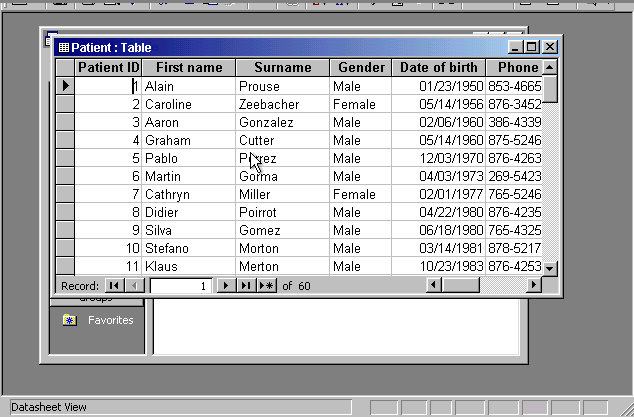 Patient : Table
Patient ID First name Surname Gender Date of birth Phone
1 Alain Prouse Male 01/23/1950 853-4665
2 Caroline Zeebacher Female 05/14/1956 876-3452
3 Aaron Gonzalez Male 02/06/1960 386-4339
4 Graham Cutter Male 05/14/1960 875-5246
5 Pablo Male 12/03/1970 876-4263
6 Martin Male 04/03/1973 269-5423
7 Cathryn Miller Female 02/01/1977 765-5246
8 Didier Poirrot Male 04/22/1980 876-4235
9 Silva Gomez Male 06/18/1980 765-4325
10 Stefano Morton Male 03/14/1981 878-5217
11 Klaus Merton Male 10/23/1983 876-4253
Record: 1 of 60
Groups
Favorites
Datasheet View